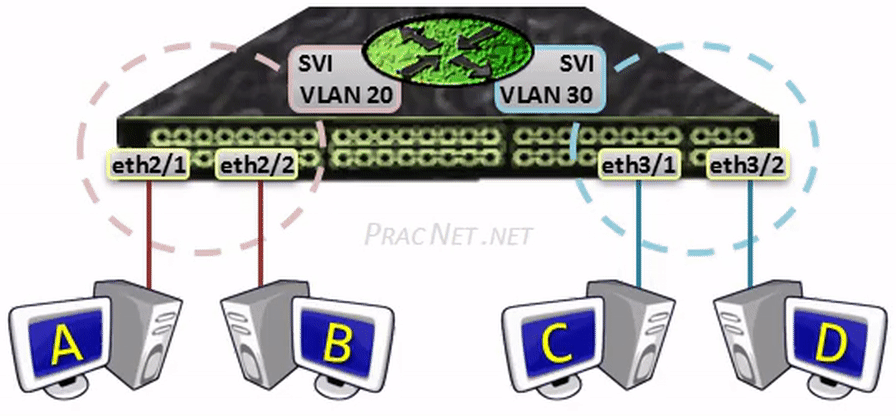 SVI
VLAN 20
SVI
VLAN 30
eth2/1
eth2/2
eth3/1
eth3/2
PRACNET.NET
A
B
C
D